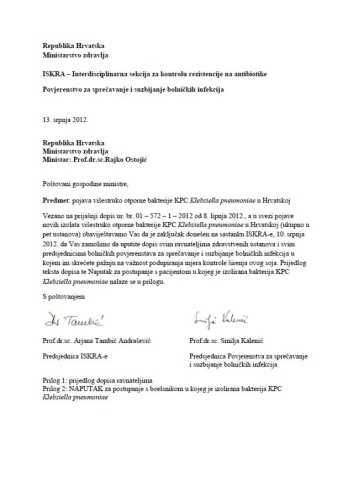 Republika Hrvatska
Ministarstvo zdravlja
ISKRA – Interdisciplinarna sekcija za kontrolu rezistencije na antibiotike
Povjerenstvo za sprečavanje i suzbijanje bolničkih infekcija
13. srpnja 2012.
Republika Hrvatska
Ministarstvo zdravlja
Ministar: Prof.dr.sc.Rajko Ostojić
Poštovani gospodine ministre,
Predmet: pojava višestruko otporne bakterije KPC Klebsiella pneumoniae u Hrvatskoj
Vezano na prijašnji dopis ur. br. 01 – 572 – 1 – 2012 od 8. lipnja 2012., a u svezi pojave
novih izolata višestruko otporne bakterije KPC Klebsiella pneumoniae u Hrvatskoj (ukupno u
pet ustanova) obaviještavamo Vas da je zaključak donešen na sastanku ISKRA-e, 10. srpnja
2012. da Vas zamolimo da uputite dopis svim ravnateljima zdravstvenih ustanova i svim
predsjednicima bolničkih povjerenstava za sprečavanje i suzbijanje bolničkih infekcija u
kojem im skrećete pažnju na važnost podupiranja mjera kontrole širenja ovog soja. Prijedlog
teksta dopisa te Naputak za postupanje s pacijentom u kojeg je izolirana bakterija KPC
Klebsiella pneumoniae nalaze se u prilogu.
S poštovanjem
Dr Tambić Smilja Kalenić
Prof.dr.sc. Arjana Tambić Andrašević Prof.dr.sc. Smilja Kalenić
Predsjednica ISKRA-e Predsjednica Povjerenstva za sprečavanje
i suzbijanje bolničkih infekcija
Prilog 1: prijedlog dopisa ravnateljima
Prilog 2: NAPUTAK za postupanje s boelsnikom u kojeg je izolirana bakterija KPC
Klebsiella pneumoniae